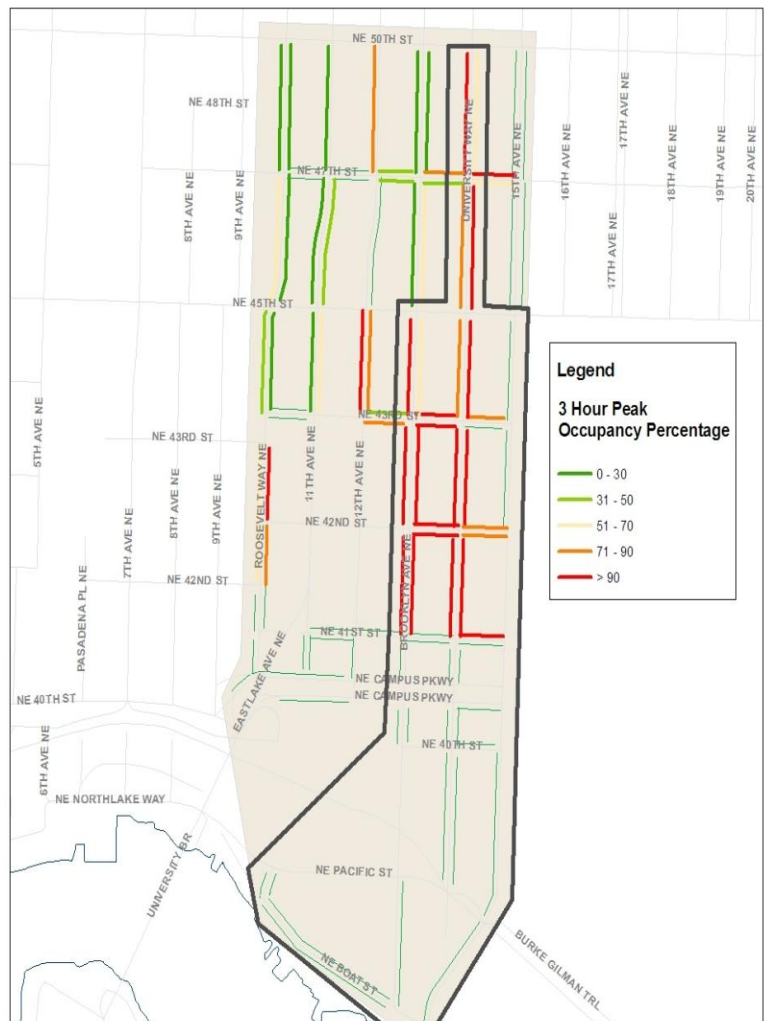 NE 50TH ST
NE 48TH ST
17TH AVE NE
UNIVERSITY WAY NE
15TH AVE NE
16TH AVE NE
18TH AVE NE
19TH AVE NE
20TH AVE NE
NE 47TH ST
8TH AVE NE
9TH AVE NE
17TH AVE NE
NE 45TH ST
Legend
3 Hour Peak
Occupancy Percentage
0 - 30
31 - 50
51 - 70
71 - 90
> 90
5TH AVE NE
NE 43RD ST
NE 43RD ST
11TH AVE NE
12TH AVE NE
ROOSEVELT WAY NE
8TH AVE NE
9TH AVE NE
7TH AVE NE
NE 42ND ST
NE 42ND ST
PASADENA PL NE
BROOKLYN AVE NE
NE 41ST ST
EASTLAKE AVE NE
NE CAMPUS PKWY
NE CAMPUS PKWY
NE 40TH ST
NE 40TH ST
6TH AVE NE
NE NORTHLAKE WAY
UNIVERSITY BR
NE PACIFIC ST
NE BOAT ST
BURKE GILMAN TRL